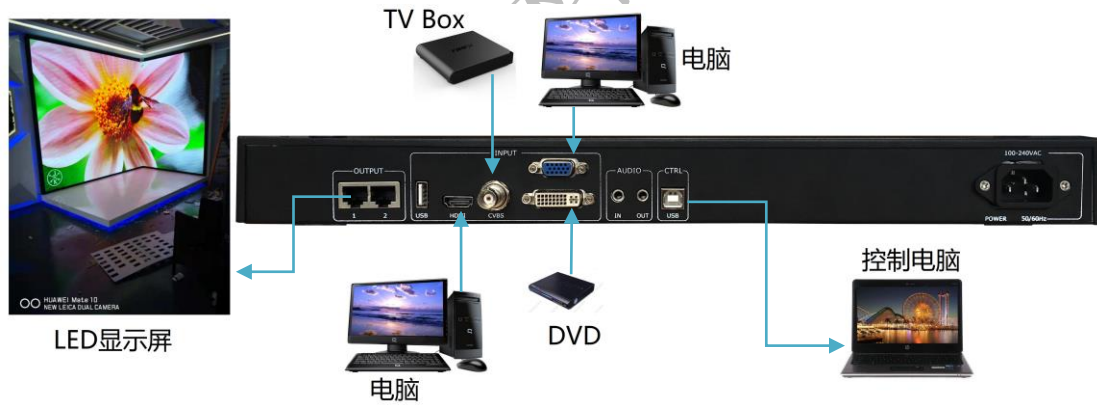 TV Box
电脑
INPUT
100-240VAC
OUTPUT
AUDIO
CTRL
1
2
USB
HDMI
CVBS
IN
OUT
USB
POWER
50/60Hz
控制电脑
HUAWEI Mate 10
NEW LEICA DUAL CAMERA
LED显示屏
DVD
电脑